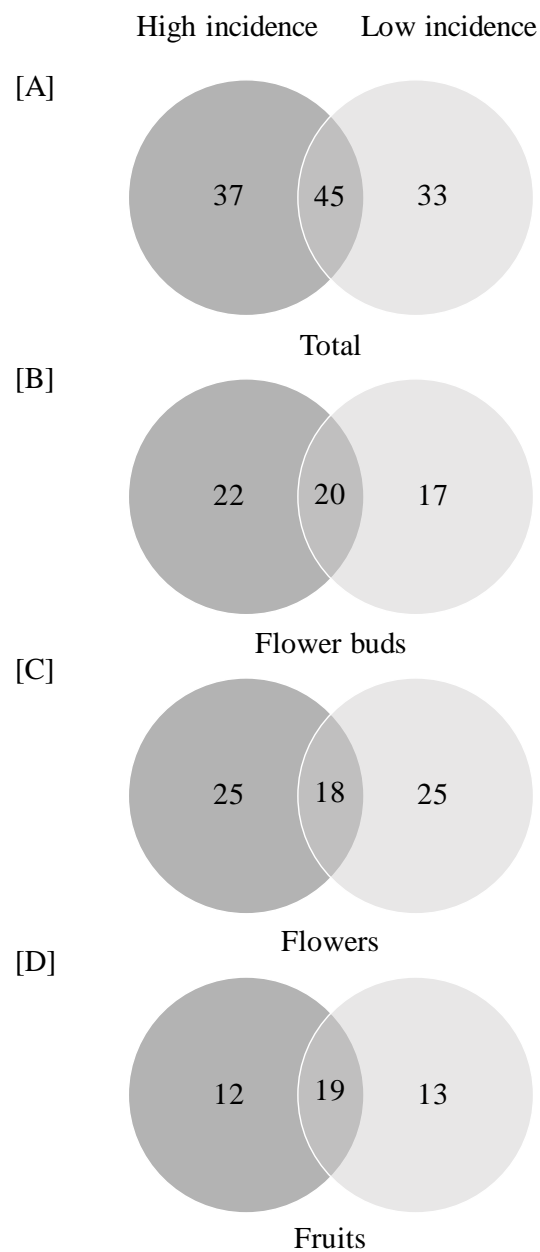 High incidence Low incidence
[A]
37 45 33
Total
[B]
22 20 17
Flower buds
[C]
25 18 25
Flowers
[D]
12 19 13
Fruits